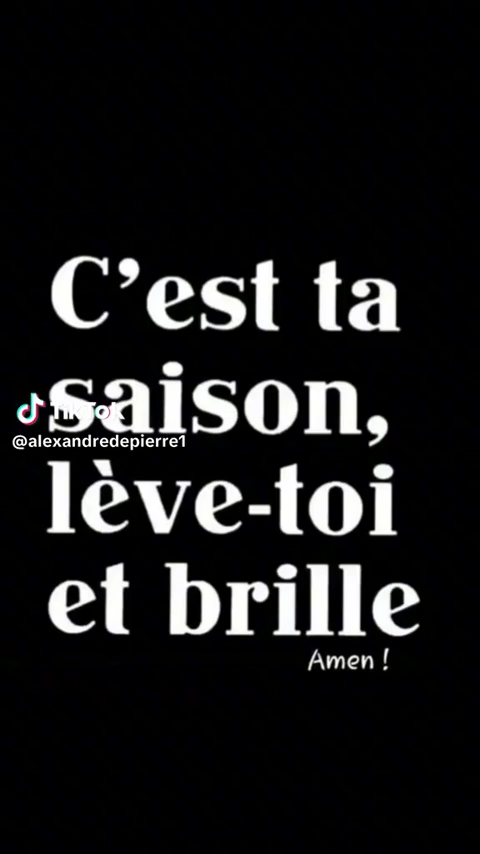 C’est ta
saison,
TikTok
@alexandredepierre1
lève-toi
et brille
Amen !